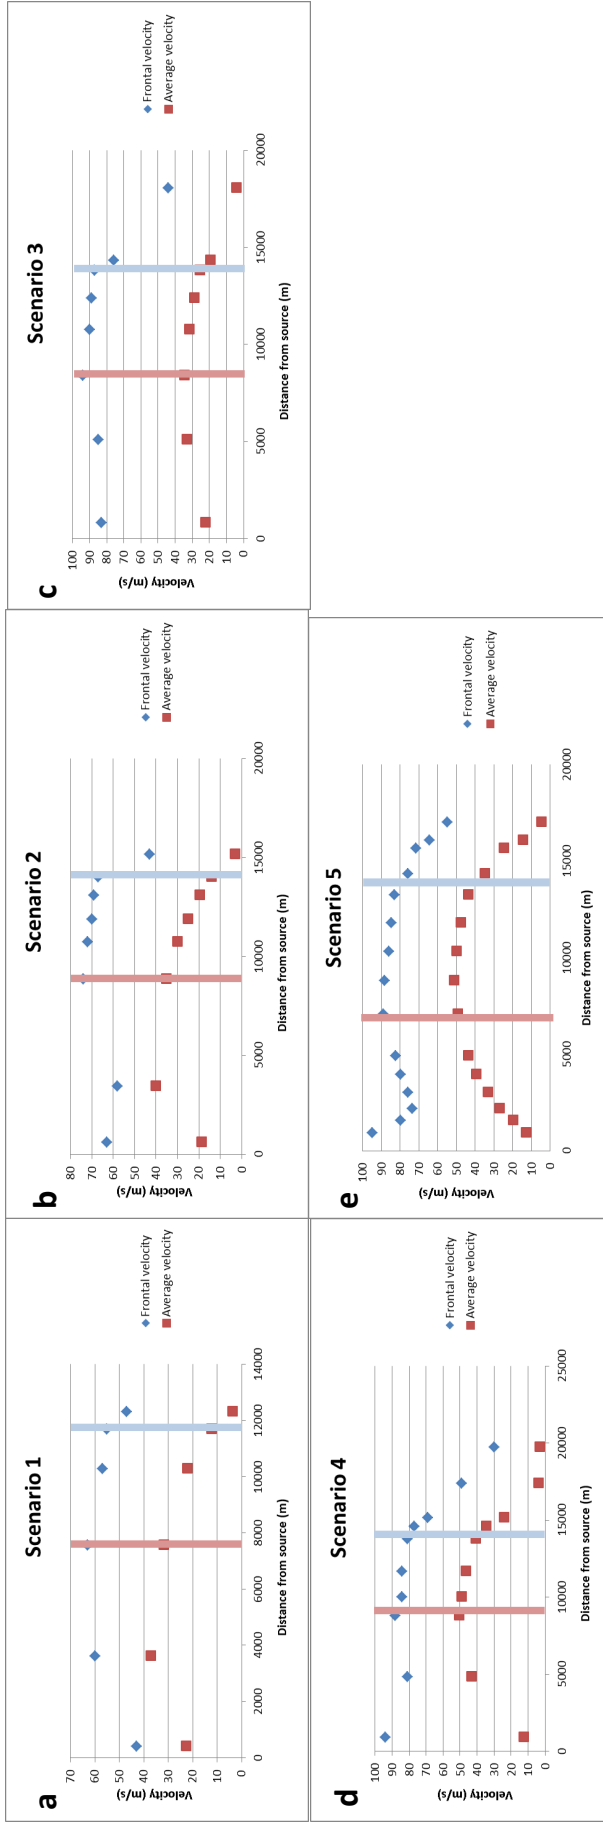 a
Scenario 1
Velocity (m/s)
70
60
50
40
30
20
10
0
0 2000 4000 6000 8000 10000 12000 14000
Distance from source (m)
Frontal velocity
Average velocity
b
Scenario 2
Velocity (m/s)
80
70
60
50
40
30
20
10
0
0 5000 10000 15000 20000
Distance from source (m)
Frontal velocity
Average velocity
c
Scenario 3
Velocity (m/s)
100
90
80
70
60
50
40
30
20
10
0
0 5000 10000 15000 20000
Distance from source (m)
Frontal velocity
Average velocity
d
Scenario 4
Velocity (m/s)
100
90
80
70
60
50
40
30
20
10
0
0 5000 10000 15000 20000 25000
Distance from source (m)
Frontal velocity
Average velocity
e
Scenario 5
Velocity (m/s)
100
90
80
70
60
50
40
30
20
10
0
0 5000 10000 15000 20000
Distance from source (m)
Frontal velocity
Average velocity